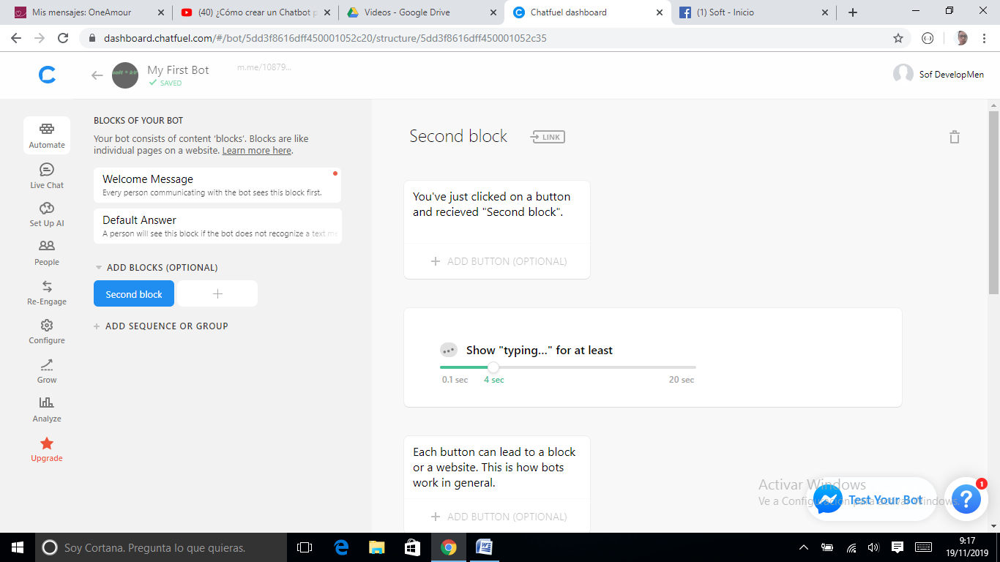 Mis mensajes: OneAmour
(40) ¿Cómo crear un Chatbot p
Videos - Google Drive
Chatfuel dashboard
(1) Soft - Inicio
dashboard.chatfuel.com/#/bot/5dd3f8616dff450001052c20/structure/5dd3f8616dff450001052c35
My First Bot
m.me/10879...
SAVED
Sof DevelopMen
Automate
Live Chat
Set Up AI
People
Re-Engage
Configure
Grow
Analyze
Upgrade
BLOCKS OF YOUR BOT
Your bot consists of content 'blocks'. Blocks are like
individual pages on a website. Learn more here.
Welcome Message
Every person communicating with the bot sees this block first.
Default Answer
A person will see this block if the bot does not recognize a text me
ADD BLOCKS (OPTIONAL)
Second block
ADD SEQUENCE OR GROUP
Second block
LINK
You've just clicked on a button
and recieved "Second block".
ADD BUTTON (OPTIONAL)
Show "typing..." for at least
0.1 sec 4 sec 20 sec
Each button can lead to a block
or a website. This is how bots
work in general.
ADD BUTTON (OPTIONAL)
Activar Windows
Ve a Configuración para activar Windows.
Test Your Bot
?
1
Soy Cortana. Pregunta lo que quieras.
9:17
19/11/2019